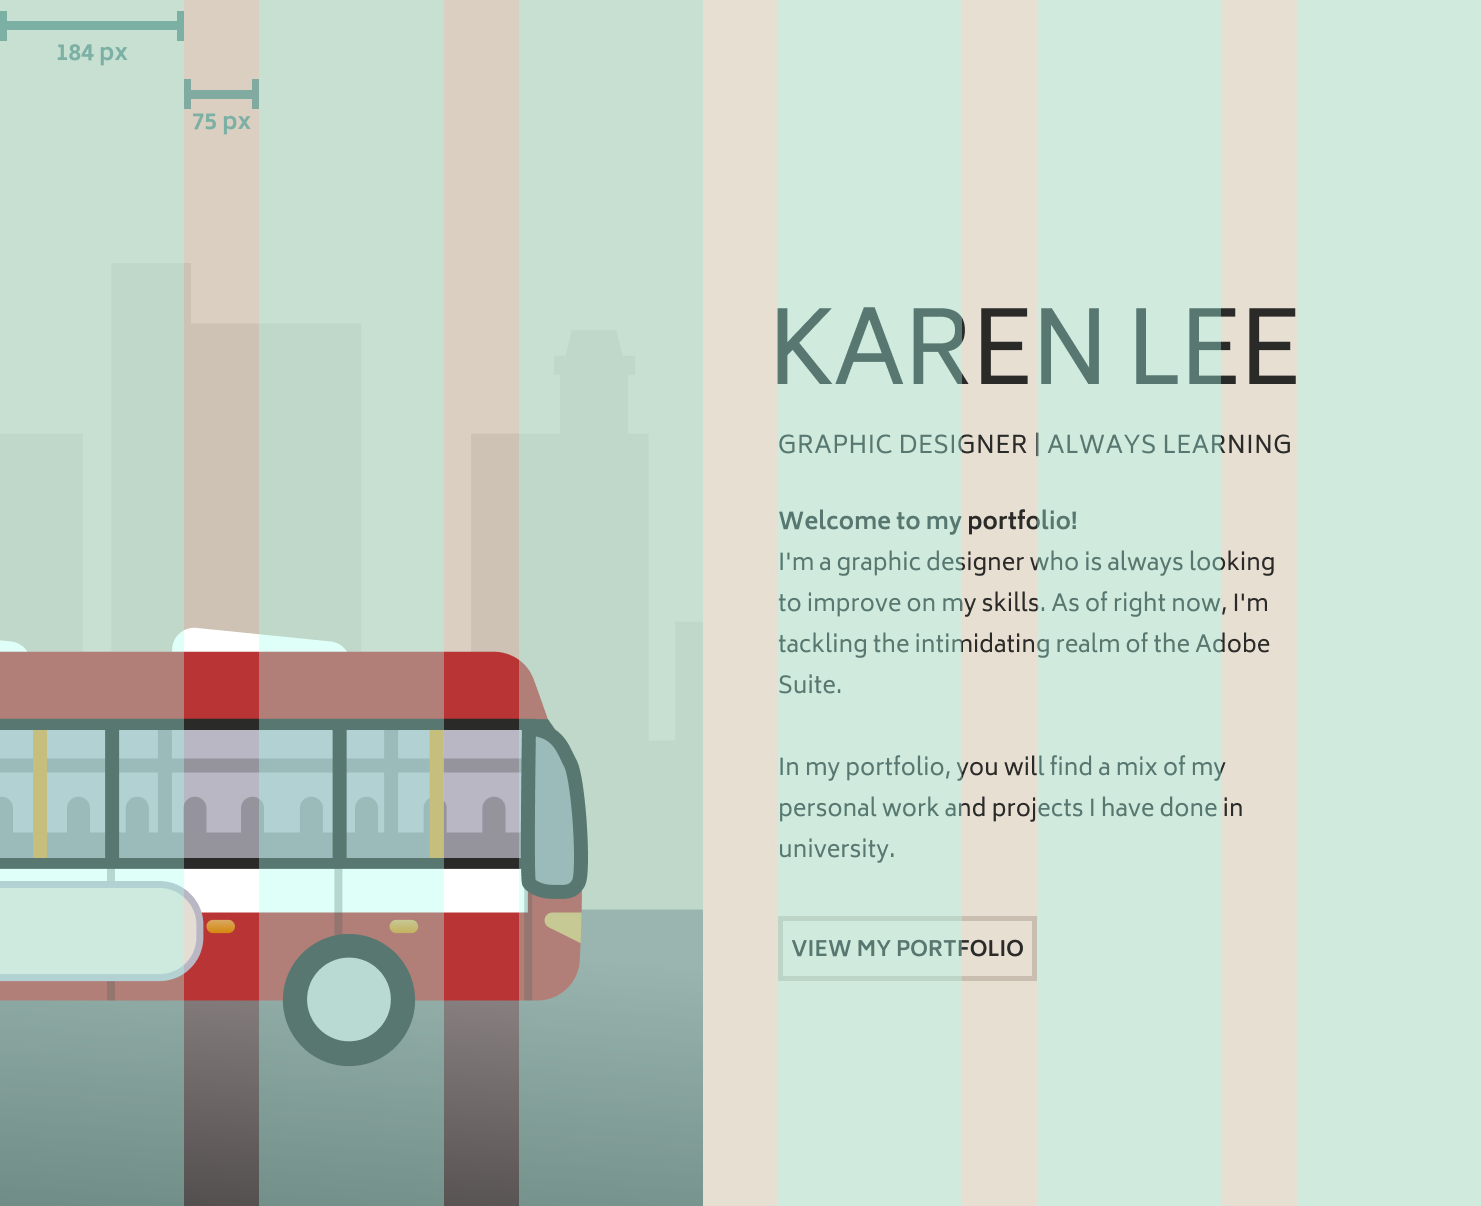 184 px
75 px
KAREN LEE
GRAPHIC DESIGNER | ALWAYS LEARNING
Welcome to my portfolio!
I'm a graphic designer who is always looking
to improve on my skills. As of right now, I'm
tackling the intimidating realm of the Adobe
Suite.
In my portfolio, you will find a mix of my
personal work and projects I have done in
university.
VIEW MY PORTFOLIO